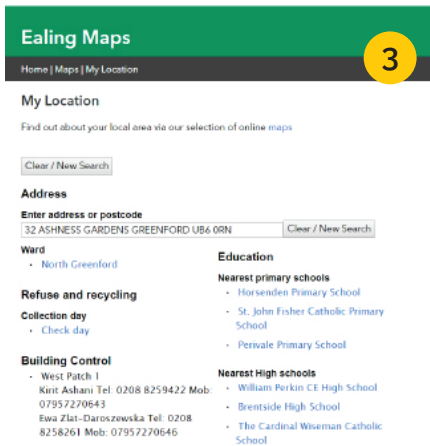 Ealing Maps
3
Home | Maps | My Location
My Location
Find out about your local area via our selection of online maps
Clear / New Search
Address
Enter address or postcode
32 ASHNESS GARDENS GREENFORD UB6 0RN
Clear / New Search
Ward
North Greenford
Refuse and recycling
Collection day
Check day
Building Control
West Patch 1
Kirit Ashani Tel: 0208 8259422 Mob:
07957270643
Ewa Zlat-Daroszewska Tel: 0208
8258261 Mob: 07957270646
Education
Nearest primary schools
Horsenden Primary School
St. John Fisher Catholic Primary
School
Perivale Primary School
Nearest High schools
William Perkin CE High School
Brentside High School
The Cardinal Wiseman Catholic
School